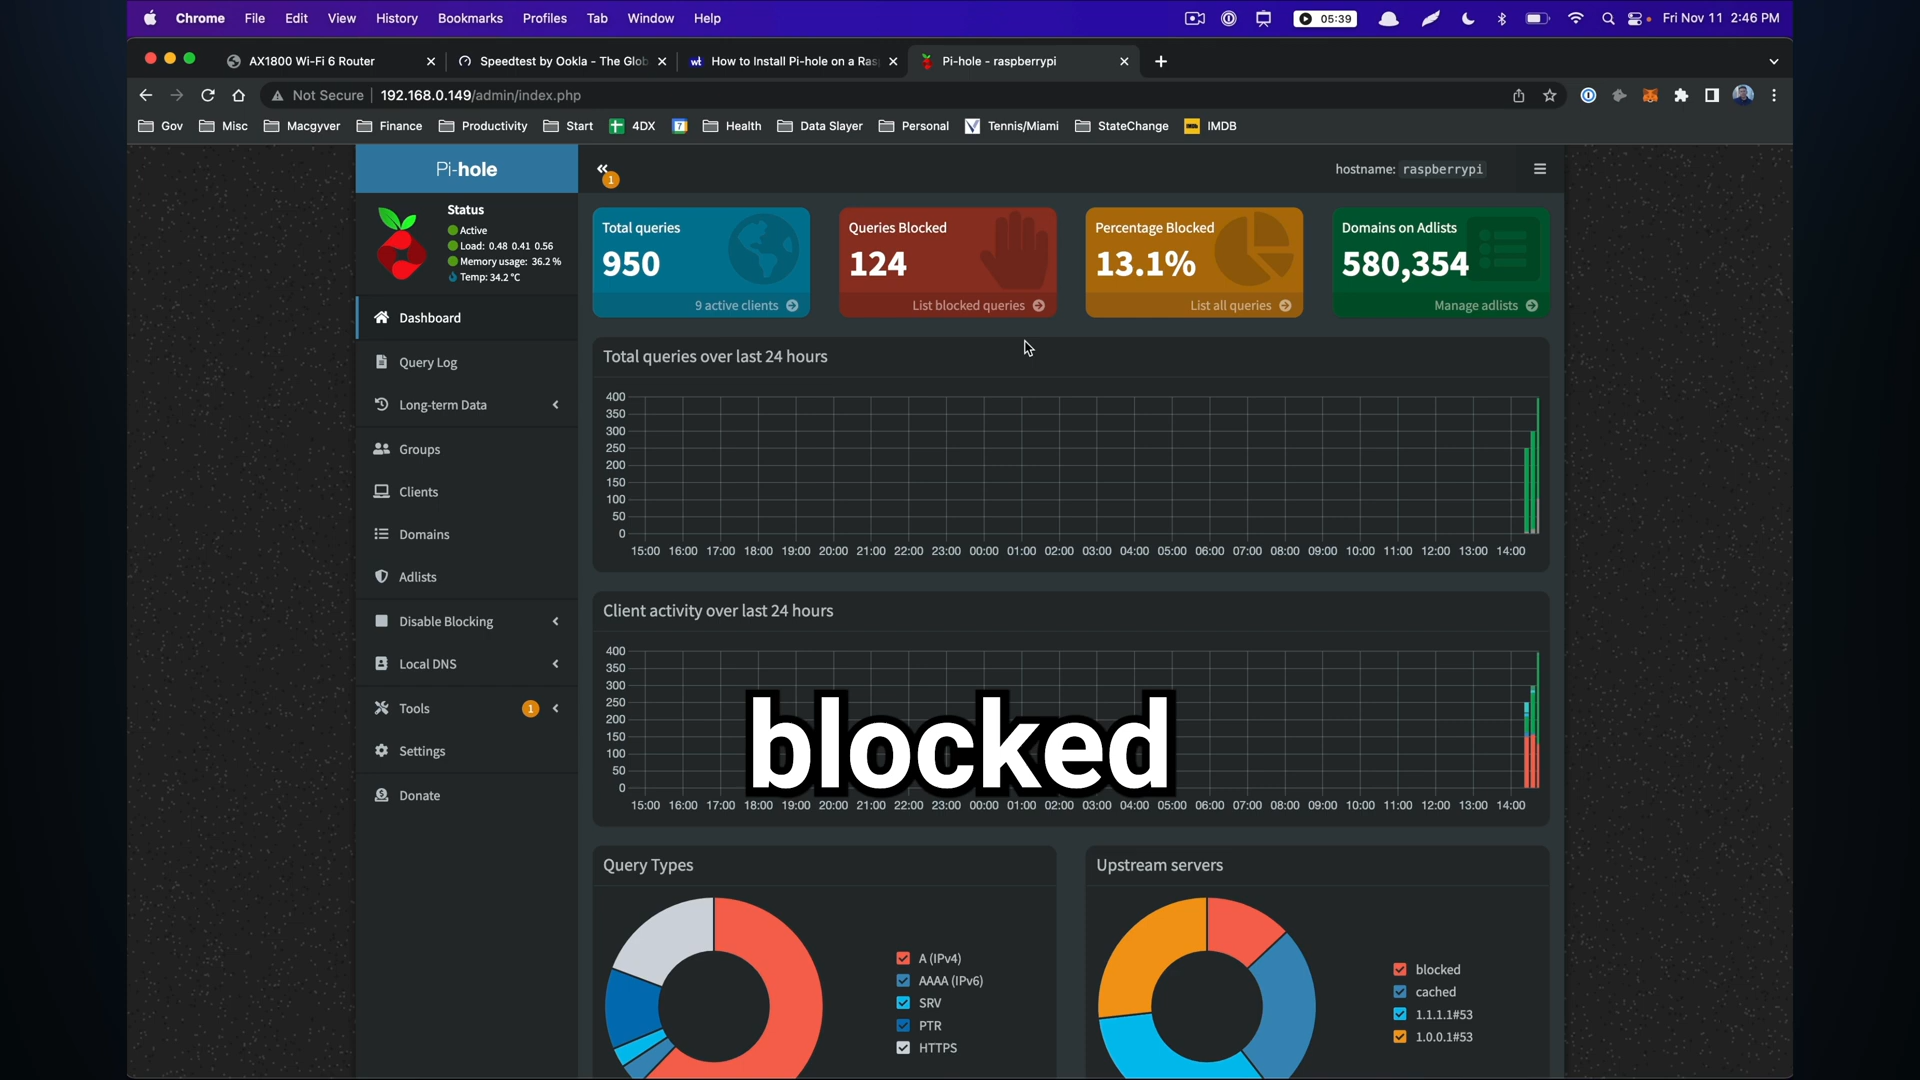 Chrome File Edit View History Bookmarks Profiles Tab Window Help 05:39 Fri Nov 11 2:46 PM
AX1800 Wi-Fi 6 Router Speedtest by Ookla - The Glob How to Install Pi-hole on a Ras Pi-hole - raspberrypi
Not Secure 192.168.0.149/admin/index.php
Gov Misc Macgyver Finance Productivity Start 4DX 7 Health Data Slayer Personal Tennis/Miami StateChange IMDB
Pi-hole
1
hostname: raspberrypi
Status
Active
Load: 0.48 0.41 0.56
Memory usage: 36.2 %
Temp: 34.2 °C
Dashboard
Query Log
Long-term Data
Groups
Clients
Domains
Adlists
Disable Blocking
Local DNS
Tools 1
Settings
Donate
Total queries
950
9 active clients
Queries Blocked
124
List blocked queries
Percentage Blocked
13.1%
List all queries
Domains on Adlists
580,354
Manage adlists
Total queries over last 24 hours
400
350
300
250
200
150
100
50
0
15:00 16:00 17:00 18:00 19:00 20:00 21:00 22:00 23:00 00:00 01:00 02:00 03:00 04:00 05:00 06:00 07:00 08:00 09:00 10:00 11:00 12:00 13:00 14:00
Client activity over last 24 hours
400
350
300
250
200
150
100
50
0
15:00 16:00 17:00 18:00 19:00 20:00 21:00 22:00 23:00 00:00 01:00 02:00 03:00 04:00 05:00 06:00 07:00 08:00 09:00 10:00 11:00 12:00 13:00 14:00
blocked
Query Types
A (IPv4)
AAAA (IPv6)
SRV
PTR
HTTPS
Upstream servers
blocked
cached
1.1.1.1#53
1.0.0.1#53